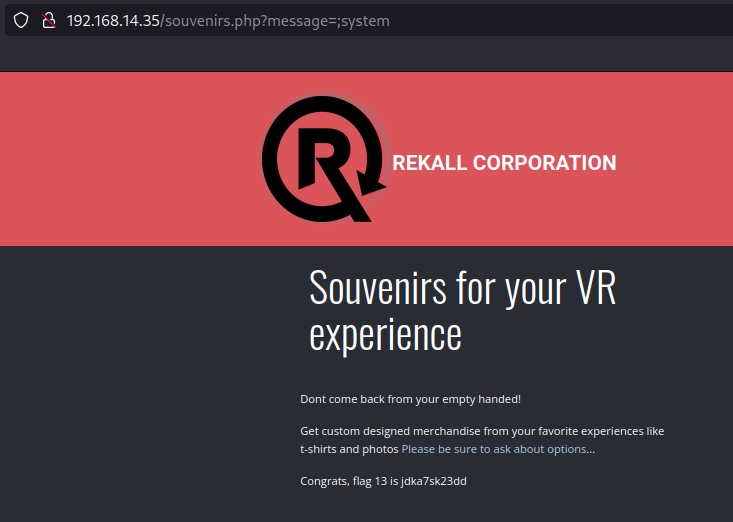 192.168.14.35/souvenirs.php?message=;system
R
REKALL CORPORATION
Souvenirs for your VR
experience
Dont come back from your empty handed!
Get custom designed merchandise from your favorite experiences like
t-shirts and photos Please be sure to ask about options...
Congrats, flag 13 is jdka7sk23dd